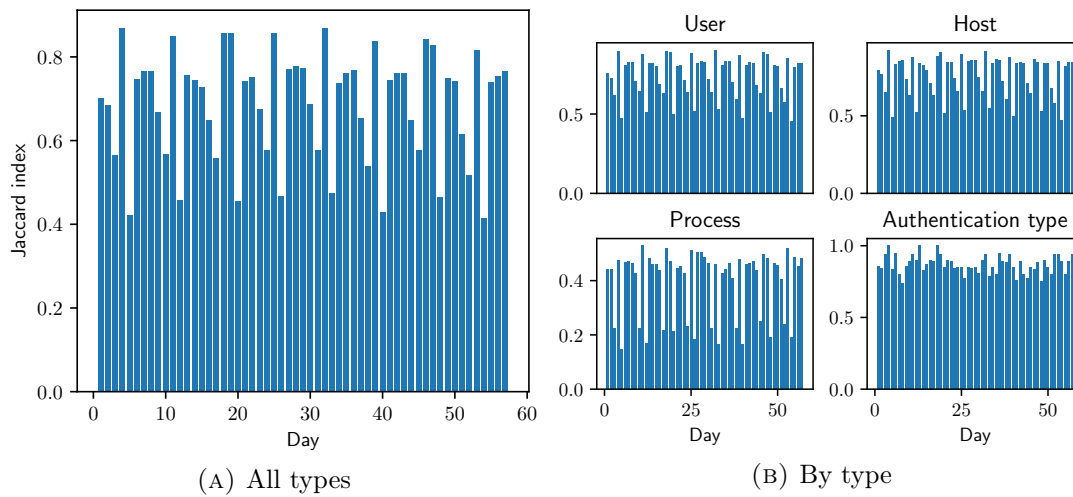 Jaccard index
0.8
0.6
0.4
0.2
0.0
0 10 20 30 40 50 60
Day
(A) All types
User
0.5
0.0
Host
0.5
0.0
Process
0.4
0.2
0.0
0 25 50
Day
Authentication type
1.0
0.5
0.0
0 25 50
Day
(B) By type